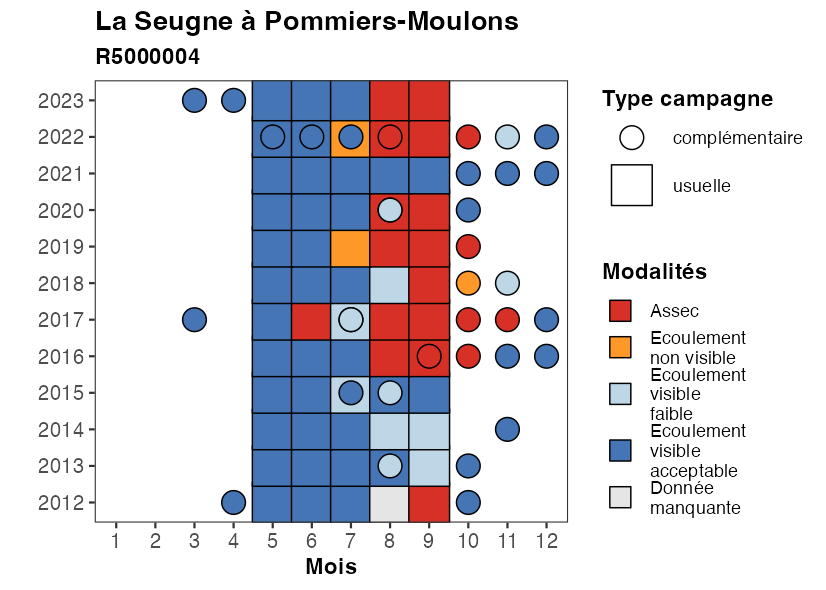 La Seugne à Pommiers-Moulons
R5000004
2023
2022
2021
2020
2019
2018
2017
2016
2015
2014
2013
2012
1 2 3 4 5 6 7 8 9 10 11 12
Mois
Type campagne
complémentaire
usuelle
Modalités
Assec
Ecoulement
non visible
Ecoulement
visible
faible
Ecoulement
visible
acceptable
Donnée
manquante